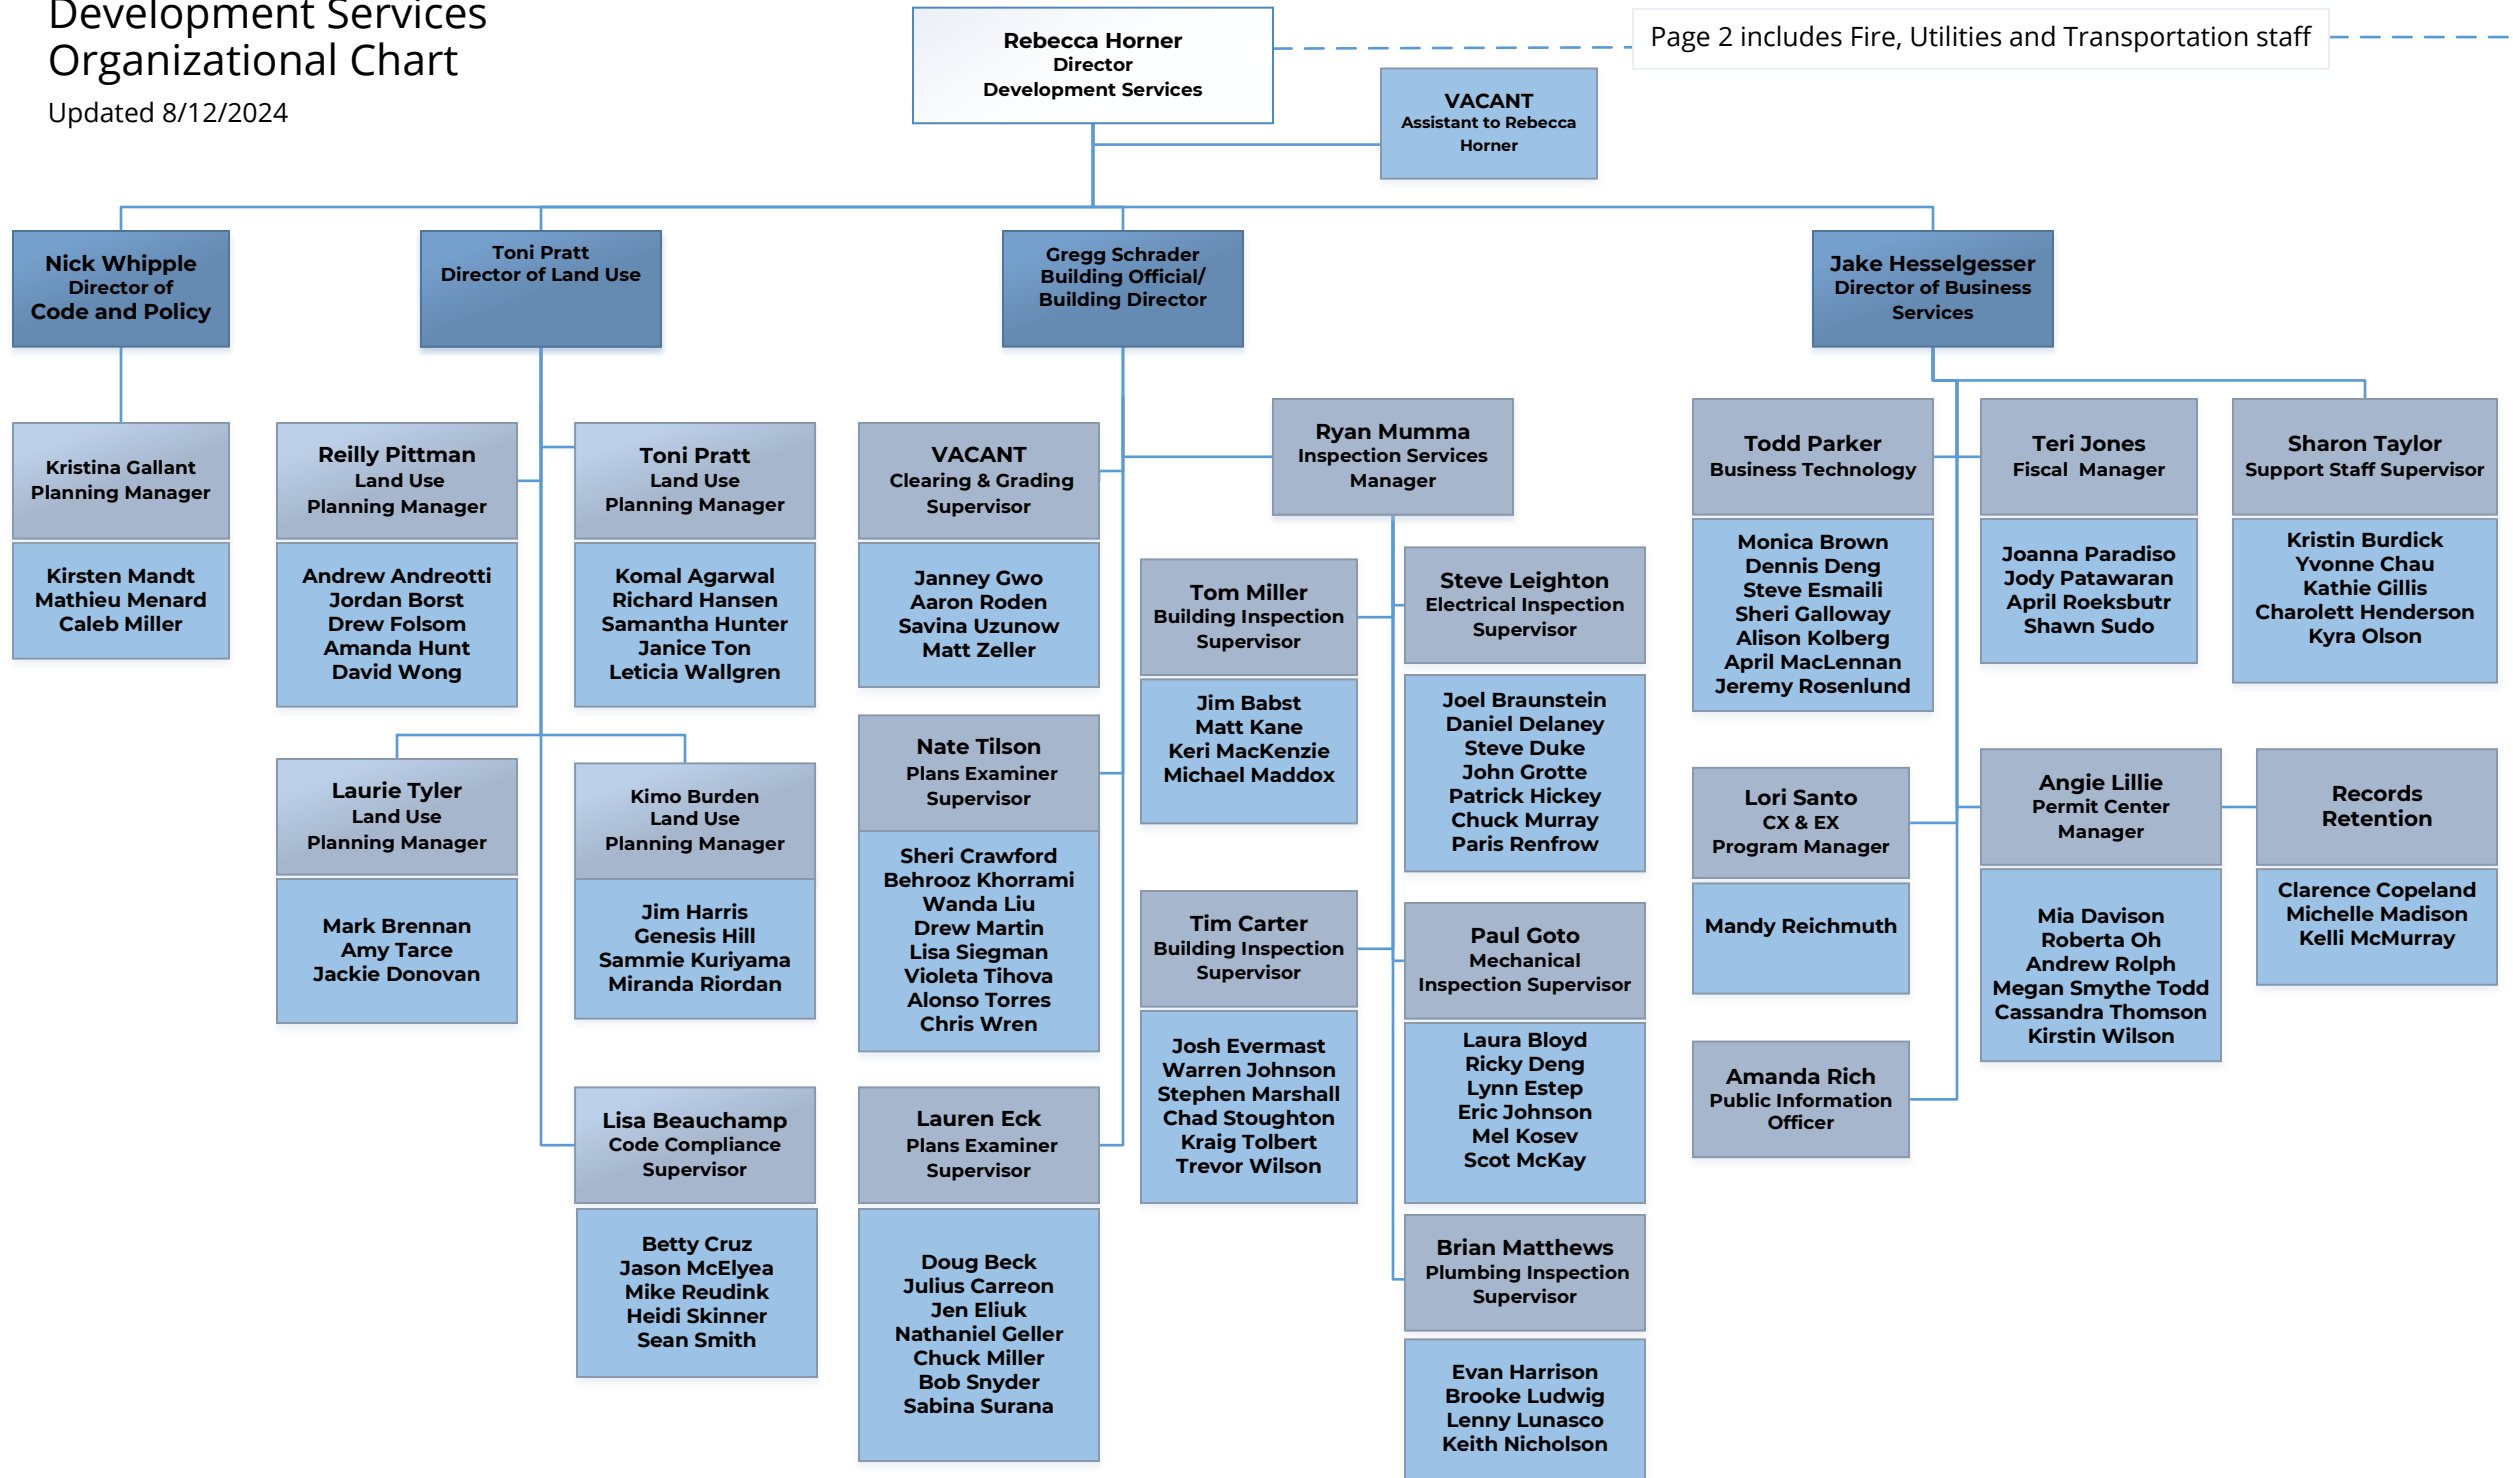 Development Services
Organizational Chart
Updated 8/12/2024
Rebecca Horner
Director
Development Services
Page 2 includes Fire, Utilities and Transportation staff
VACANT
Assistant to Rebecca
Horner
Nick Whipple
Director of
Code and Policy
Toni Pratt
Director of Land Use
Gregg Schrader
Building Official/
Building Director
Jake Hesselgesser
Director of Business
Services
Kristina Gallant
Planning Manager
Kirsten Mandt
Mathieu Menard
Caleb Miller
Reilly Pittman
Land Use
Planning Manager
Andrew Andreotti
Jordan Borst
Drew Folsom
Amanda Hunt
David Wong
Toni Pratt
Land Use
Planning Manager
Komal Agarwal
Richard Hansen
Samantha Hunter
Janice Ton
Leticia Wallgren
Laurie Tyler
Land Use
Planning Manager
Mark Brennan
Amy Tarce
Jackie Donovan
Kimo Burden
Land Use
Planning Manager
Jim Harris
Genesis Hill
Sammie Kuriyama
Miranda Riordan
Lisa Beauchamp
Code Compliance
Supervisor
Betty Cruz
Jason McElyea
Mike Reudink
Heidi Skinner
Sean Smith
VACANT
Clearing & Grading
Supervisor
Janney Gwo
Aaron Roden
Savina Uzunow
Matt Zeller
Nate Tilson
Plans Examiner
Supervisor
Sheri Crawford
Behrooz Khorrami
Wanda Liu
Drew Martin
Lisa Siegman
Violeta Tihova
Alonso Torres
Chris Wren
Lauren Eck
Plans Examiner
Supervisor
Doug Beck
Julius Carreon
Jen Eliuk
Nathaniel Geller
Chuck Miller
Bob Snyder
Sabina Surana
Ryan Mumma
Inspection Services
Manager
Tom Miller
Building Inspection
Supervisor
Jim Babst
Matt Kane
Keri MacKenzie
Michael Maddox
Tim Carter
Building Inspection
Supervisor
Josh Evermast
Warren Johnson
Stephen Marshall
Chad Stoughton
Kraig Tolbert
Trevor Wilson
Steve Leighton
Electrical Inspection
Supervisor
Joel Braunstein
Daniel Delaney
Steve Duke
John Grotte
Patrick Hickey
Chuck Murray
Paris Renfrow
Paul Goto
Mechanical
Inspection Supervisor
Laura Bloyd
Ricky Deng
Lynn Estep
Eric Johnson
Mel Kosev
Scot McKay
Brian Matthews
Plumbing Inspection
Supervisor
Evan Harrison
Brooke Ludwig
Lenny Lunasco
Keith Nicholson
Todd Parker
Business Technology
Monica Brown
Dennis Deng
Steve Esmaili
Sheri Galloway
Alison Kolberg
April MacLennan
Jeremy Rosenlund
Teri Jones
Fiscal Manager
Joanna Paradiso
Jody Patawaran
April Roeksbutr
Shawn Sudo
Sharon Taylor
Support Staff Supervisor
Kristin Burdick
Yvonne Chau
Kathie Gillis
Charolett Henderson
Kyra Olson
Lori Santo
CX & EX
Program Manager
Mandy Reichmuth
Angie Lillie
Permit Center
Manager
Mia Davison
Roberta Oh
Andrew Rolph
Megan Smythe Todd
Cassandra Thomson
Kirstin Wilson
Records
Retention
Clarence Copeland
Michelle Madison
Kelli McMurray
Amanda Rich
Public Information
Officer